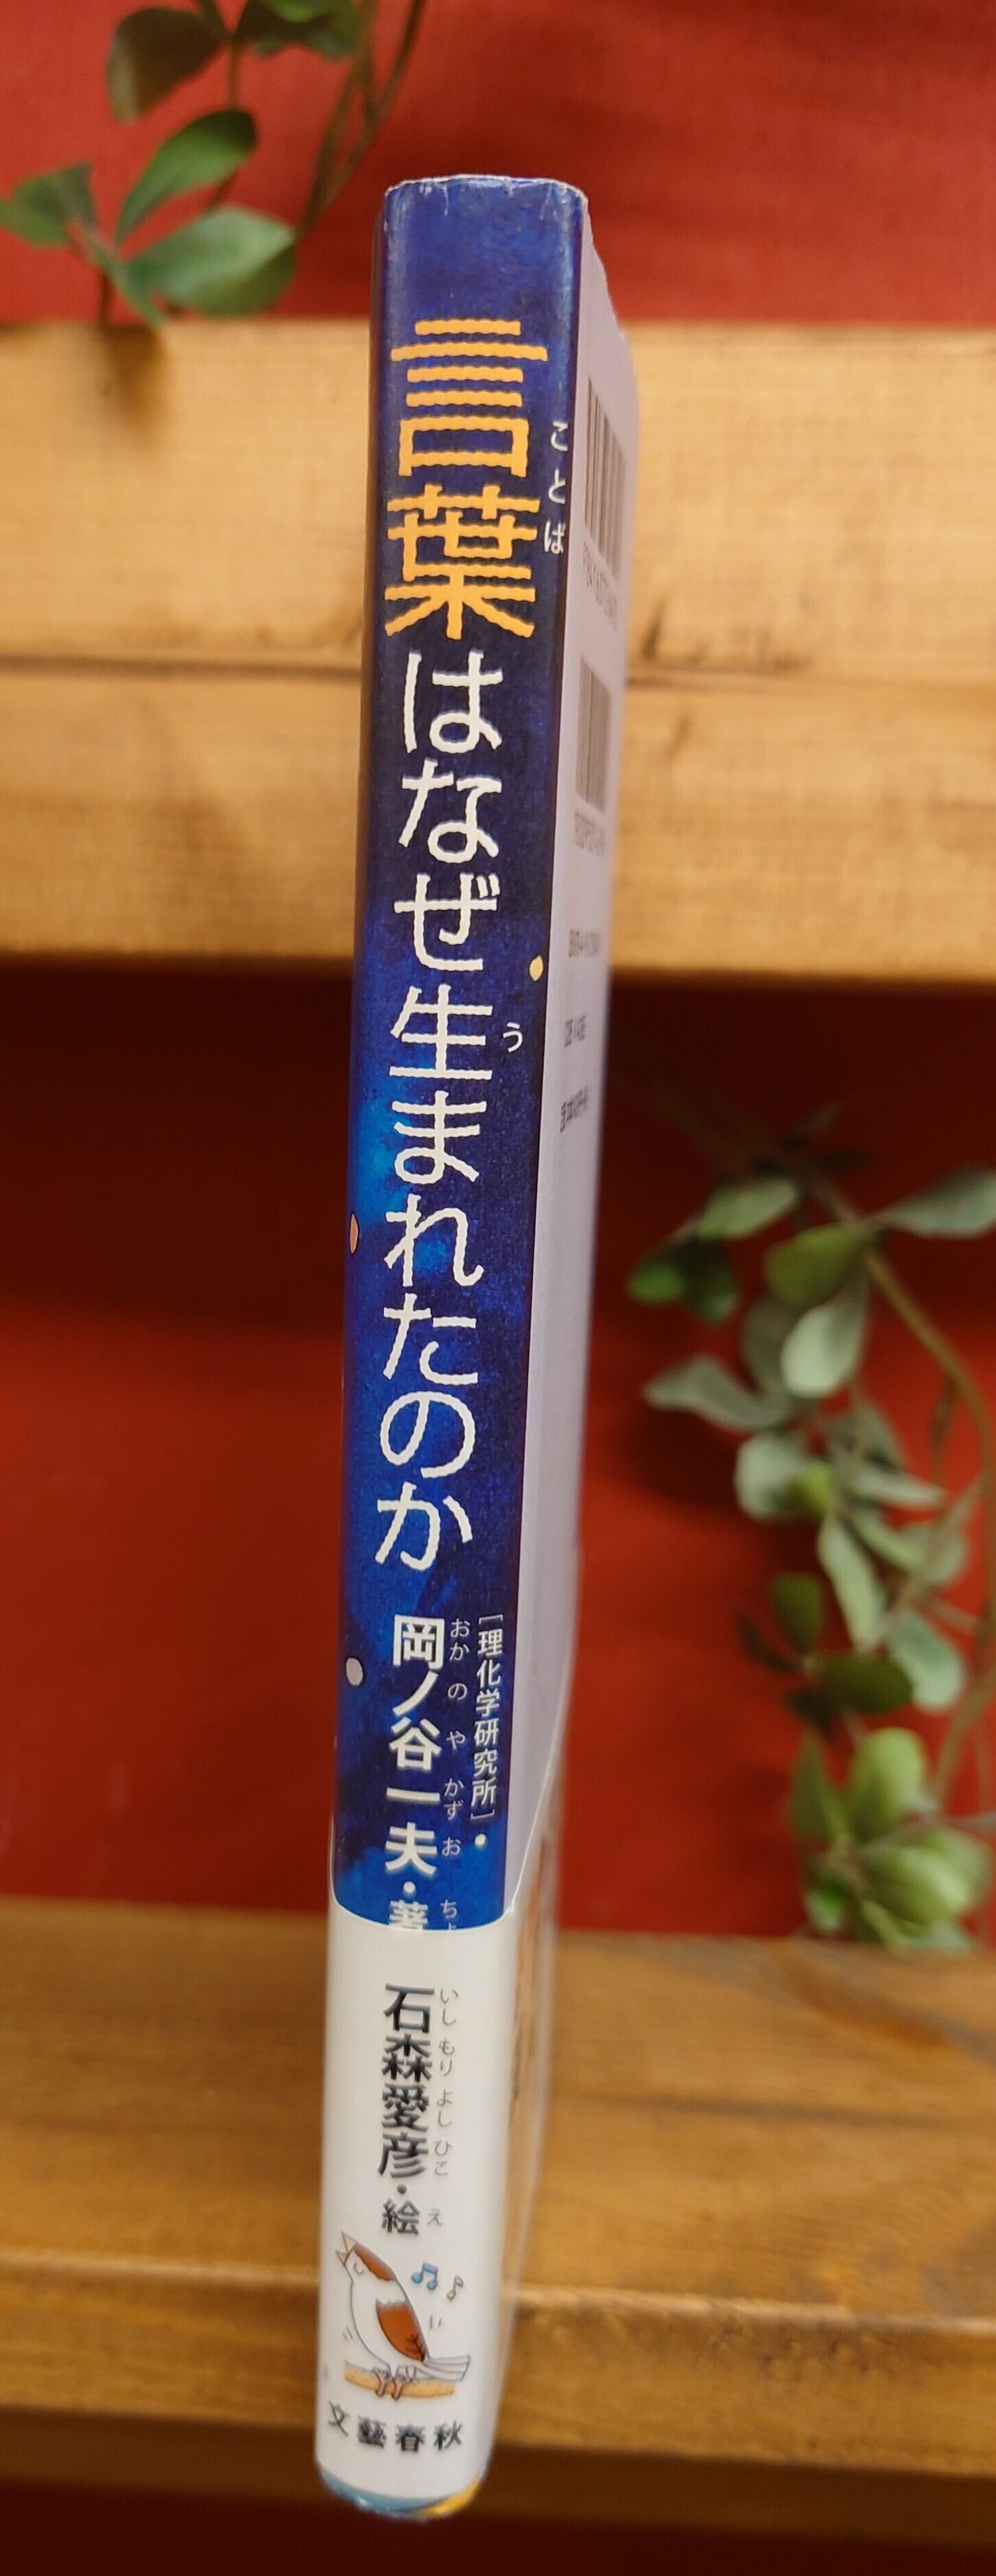 言葉はなぜ生まれたのか
ことば
う
[理化学研究所]・
岡ノ谷一夫・著
おかのやかずお ちょ
石森愛彦・絵
いしもりよしひこ え
文藝春秋